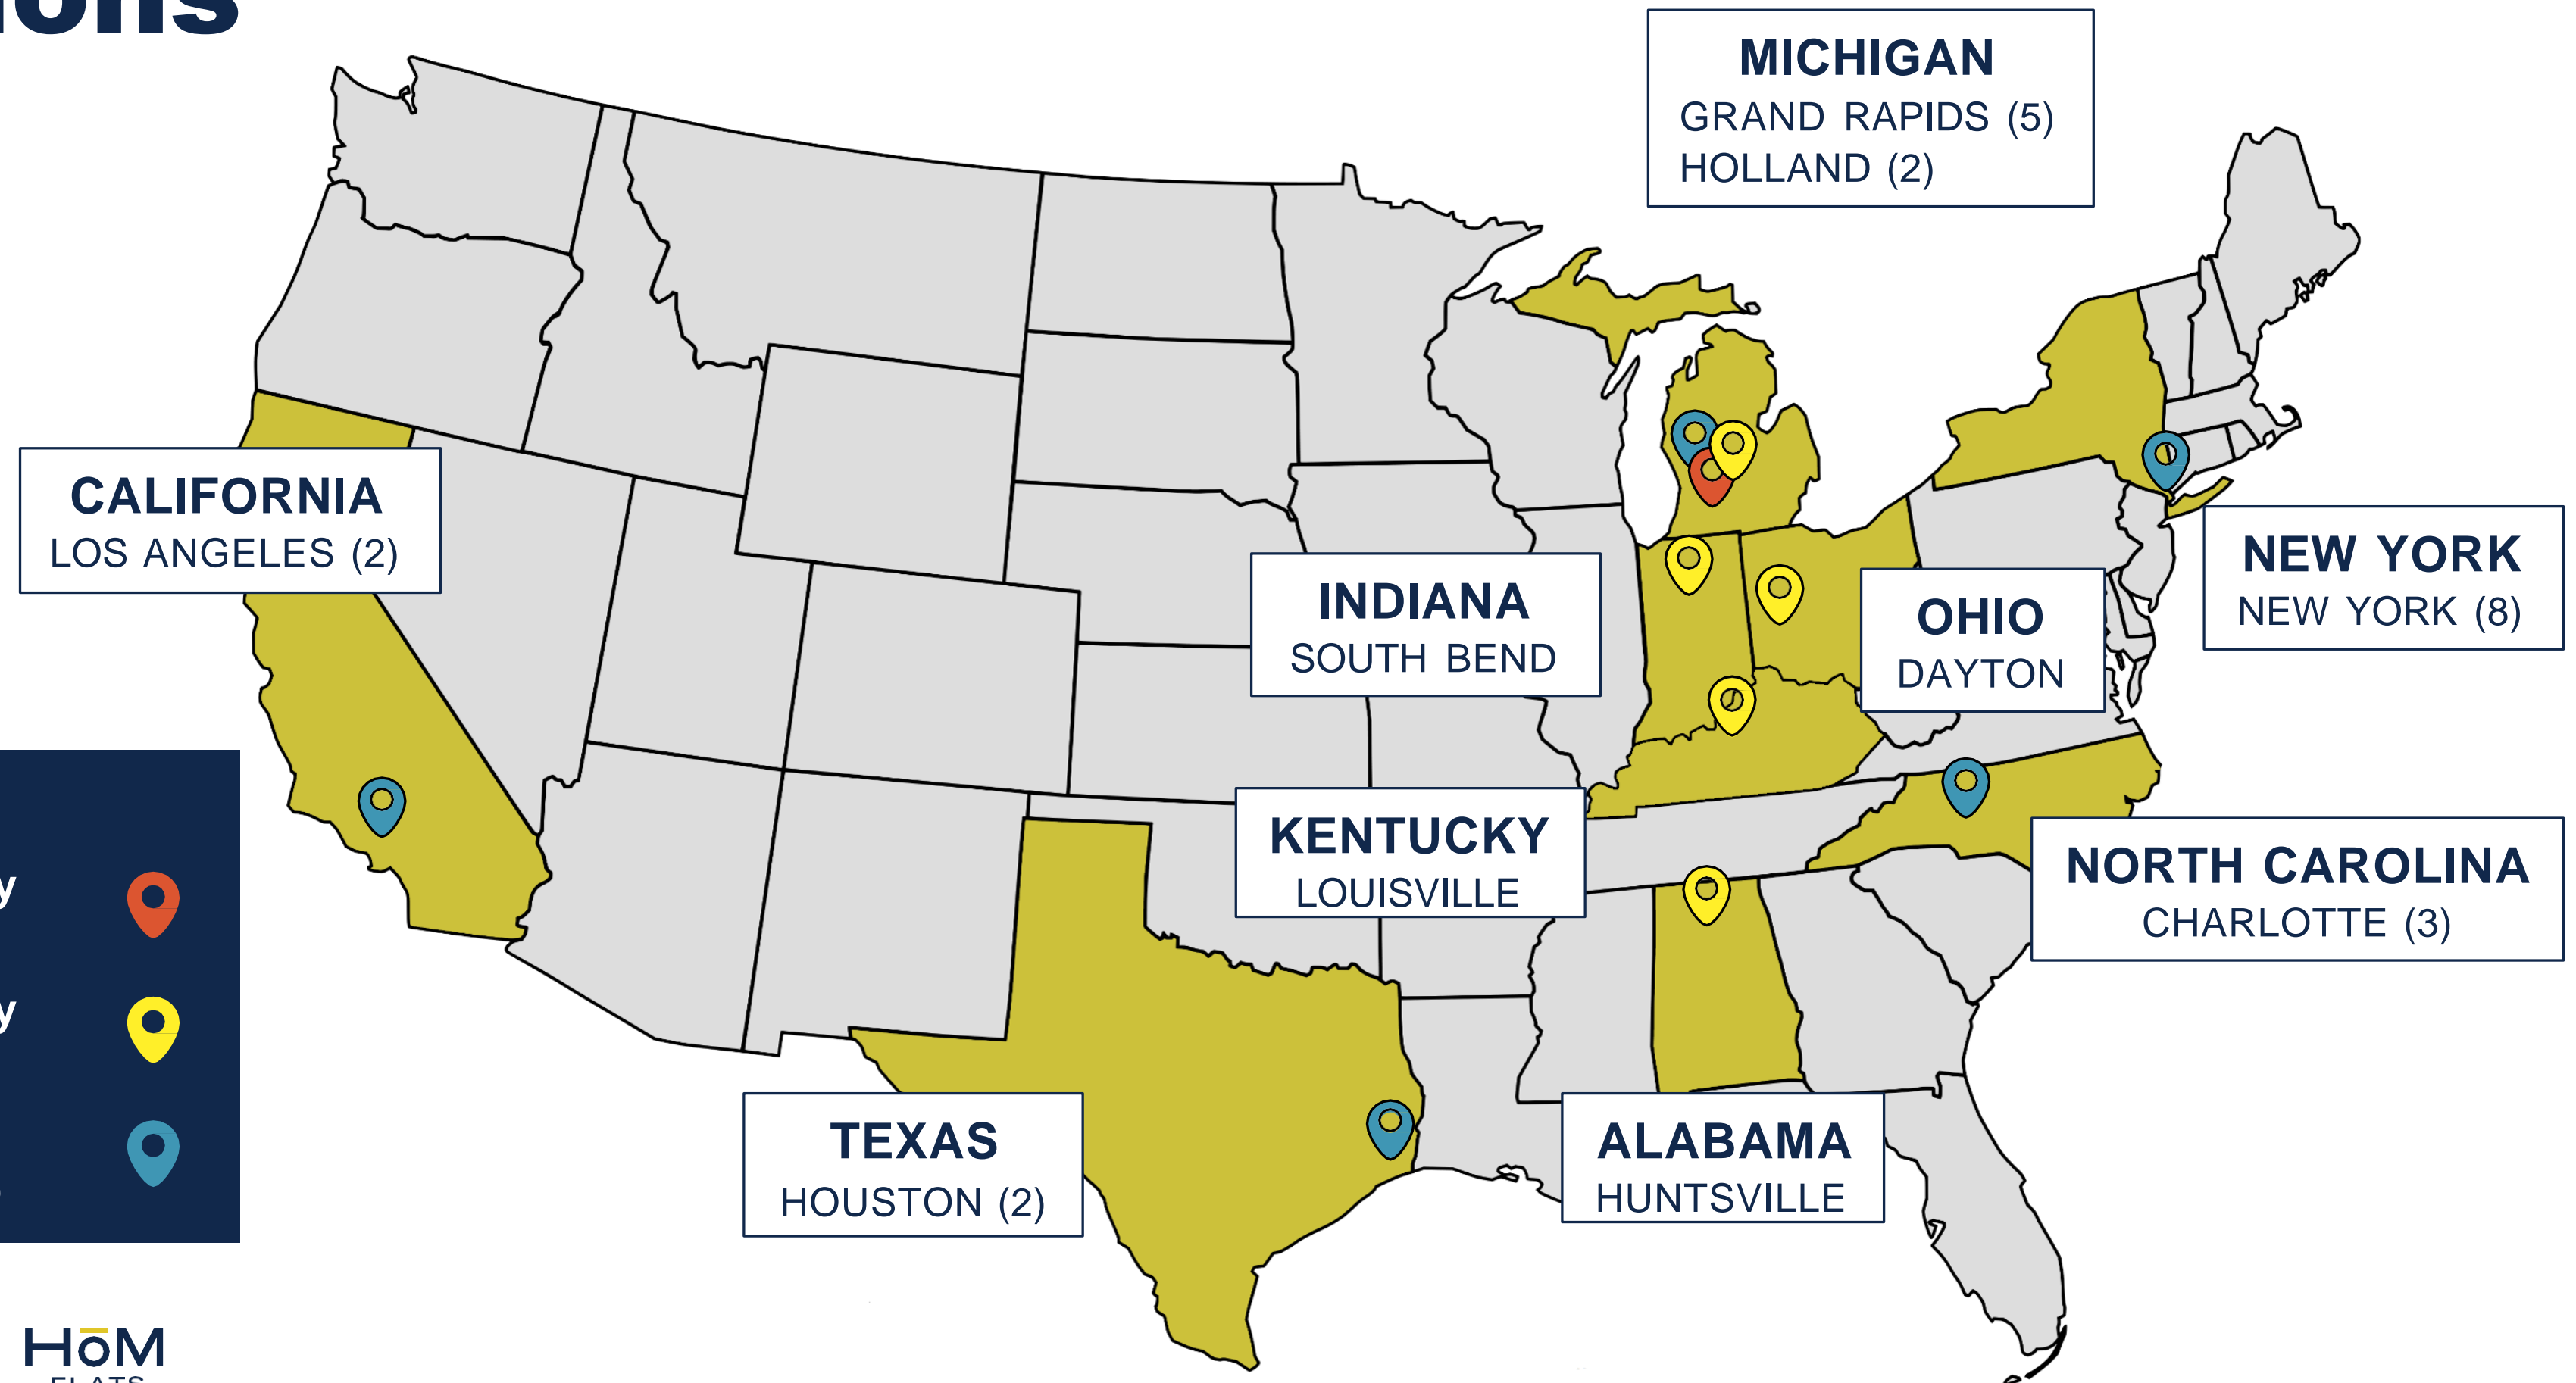 MICHIGAN
GRAND RAPIDS (5)
HOLLAND (2)
CALIFORNIA
LOS ANGELES (2)
NEW YORK
NEW YORK (8)
INDIANA
SOUTH BEND
OHIO
DAYTON
KENTUCKY
LOUISVILLE
NORTH CAROLINA
CHARLOTTE (3)
TEXAS
HOUSTON (2)
ALABAMA
HUNTSVILLE
HōM
FLATS